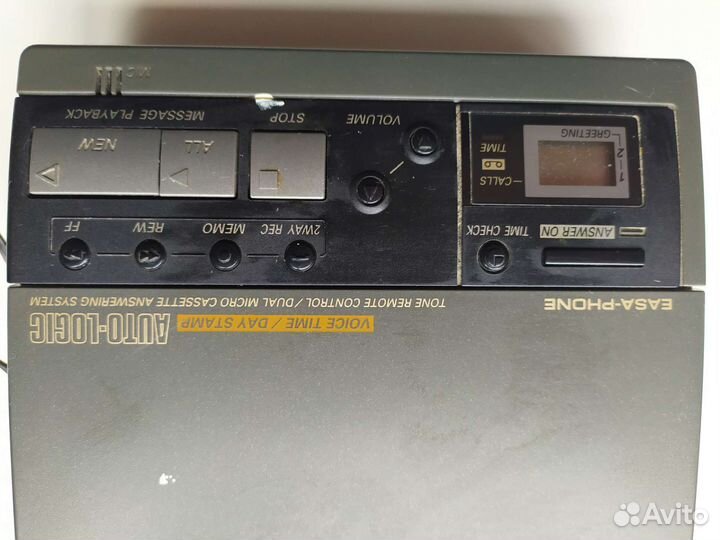 EASA-PHONE
AUTO-LOGIC
VOICE TIME / DAY STAMP
TONE REMOTE CONTROL / DUAL MICRO CASSETTE ANSWERING SYSTEM
ANSWER ON
TIME CHECK
2WAY REC
MEMO
REW
FF
CALLS
TIME
1
2
GREETING
VOLUME
STOP
ALL
NEW
MESSAGE PLAYBACK
MIC
Avito